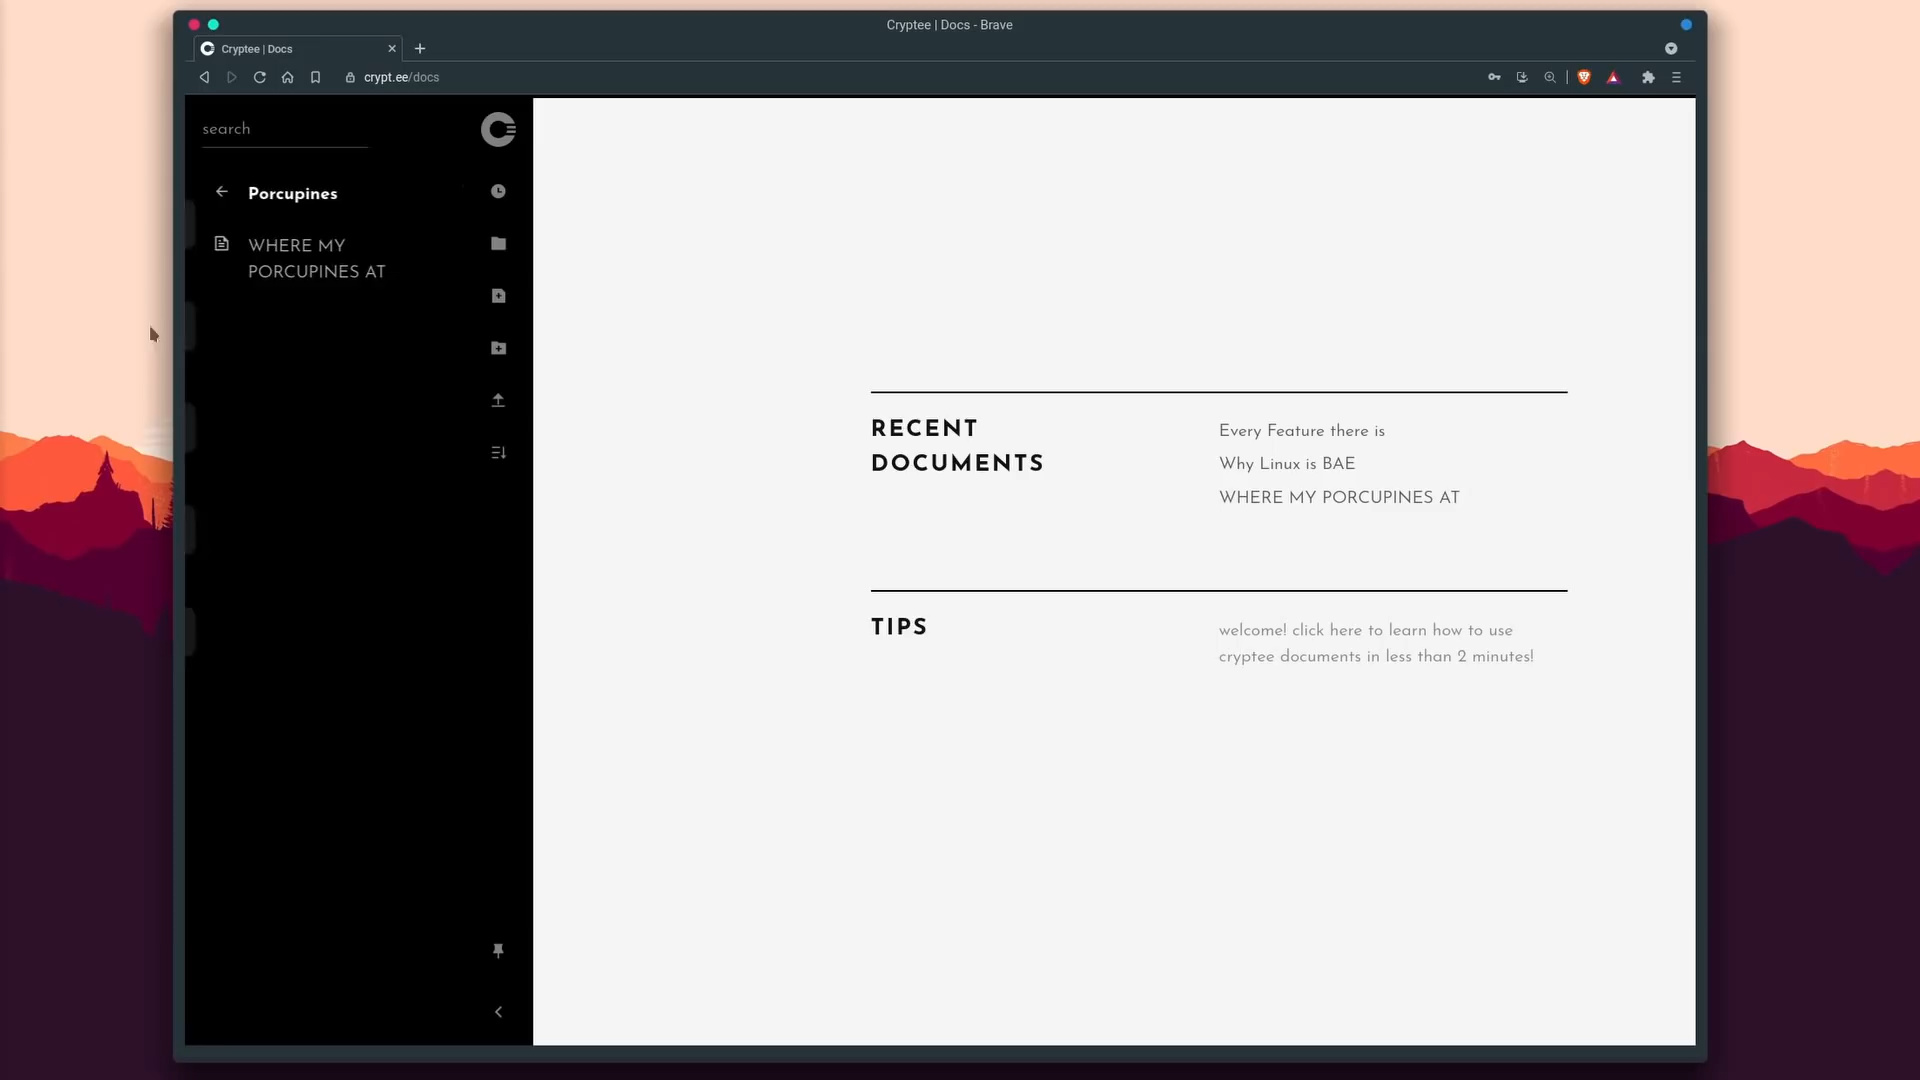 Cryptee | Docs - Brave
Cryptee | Docs
crypt.ee/docs
search
Porcupines
WHERE MY
PORCUPINES AT
RECENT
DOCUMENTS
Every Feature there is
Why Linux is BAE
WHERE MY PORCUPINES AT
TIPS
welcome! click here to learn how to use
cryptee documents in less than 2 minutes!